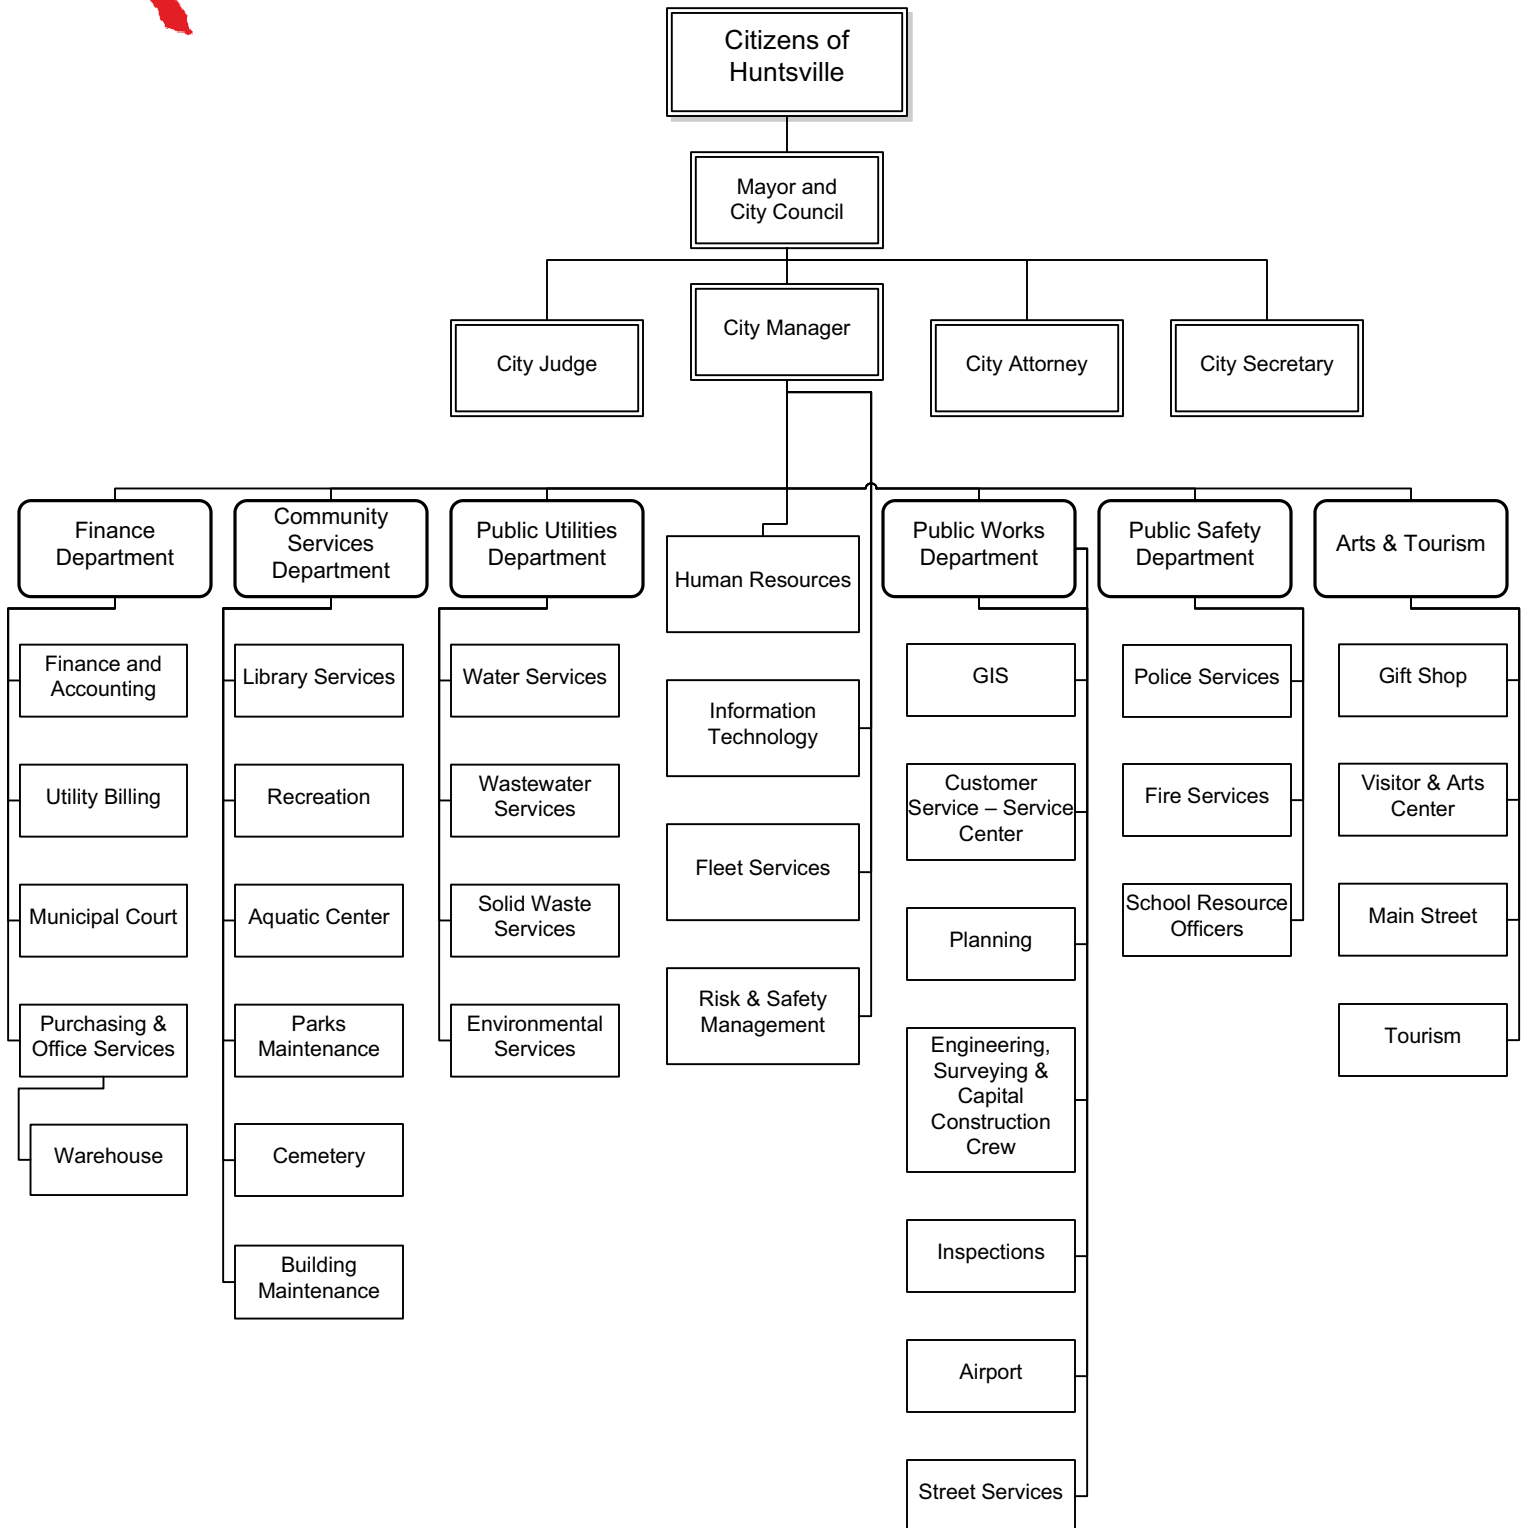 Citizens of
Huntsville
Mayor and
City Council
City Manager
City Judge
City Attorney
City Secretary
Finance
Department
Community
Services
Department
Public Utilities
Department
Human Resources
Public Works
Department
Public Safety
Department
Arts & Tourism
Finance and
Accounting
Utility Billing
Municipal Court
Purchasing &
Office Services
Warehouse
Library Services
Recreation
Aquatic Center
Parks
Maintenance
Cemetery
Building
Maintenance
Water Services
Wastewater
Services
Solid Waste
Services
Environmental
Services
Information
Technology
Fleet Services
Risk & Safety
Management
GIS
Customer
Service – Service
Center
Planning
Engineering,
Surveying &
Capital
Construction
Crew
Inspections
Airport
Street Services
Police Services
Fire Services
School Resource
Officers
Gift Shop
Visitor & Arts
Center
Main Street
Tourism